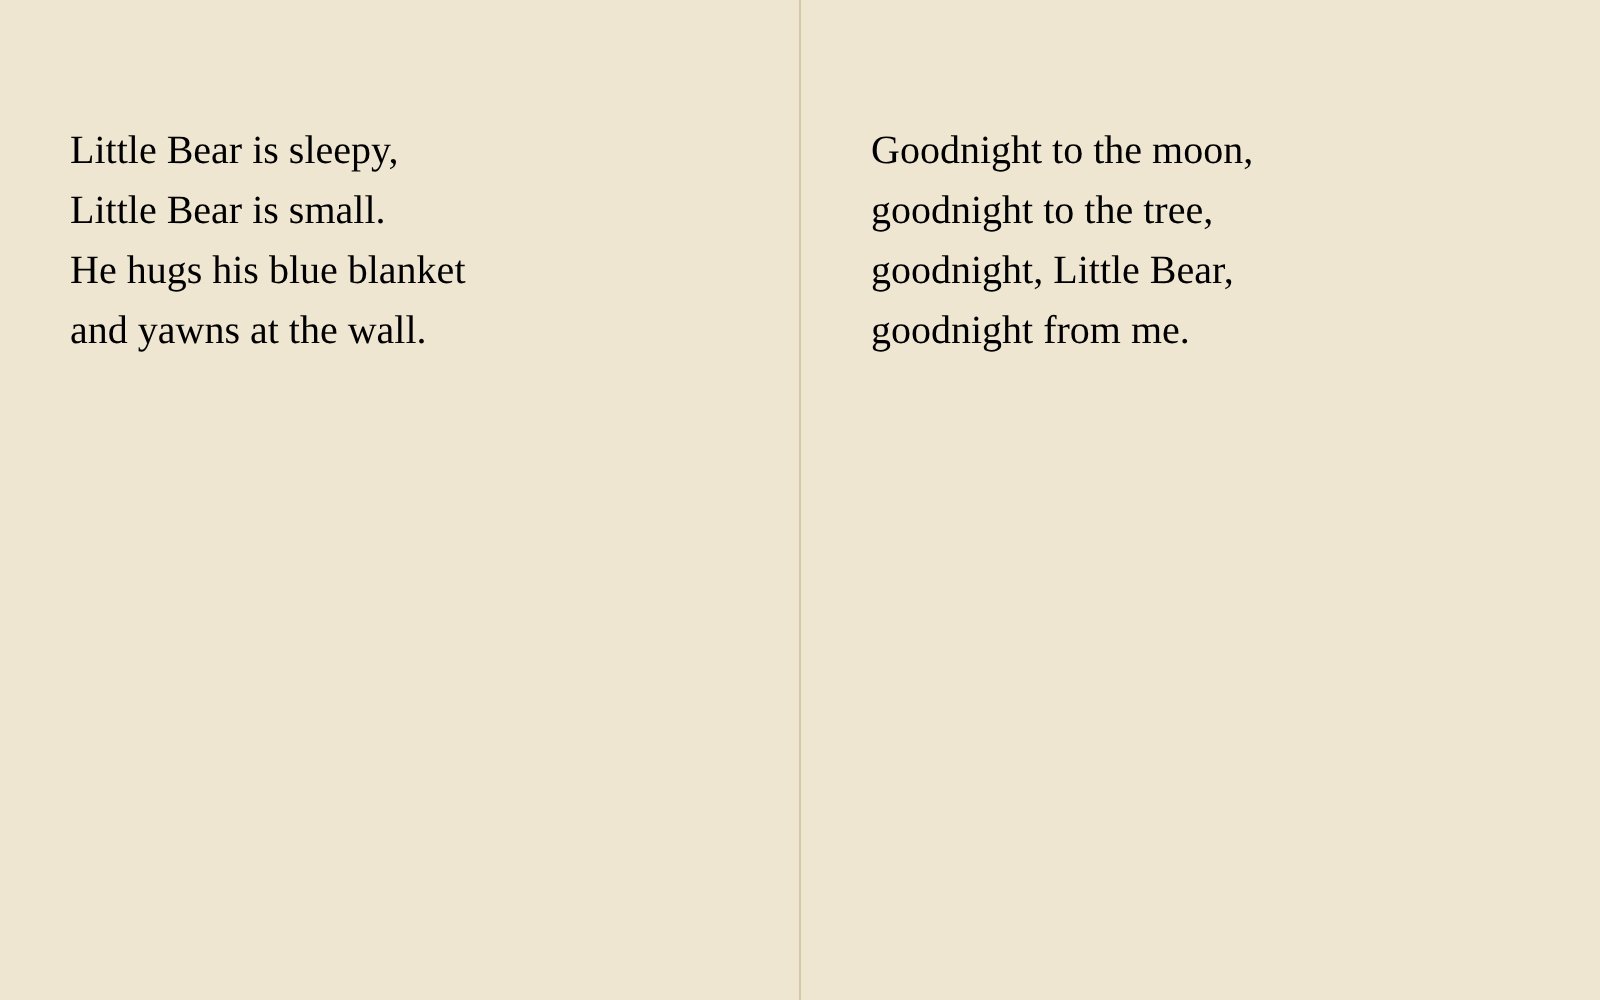 Little Bear is sleepy,
Little Bear is small.
He hugs his blue blanket
and yawns at the wall.
Goodnight to the moon,
goodnight to the tree,
goodnight, Little Bear,
goodnight from me.